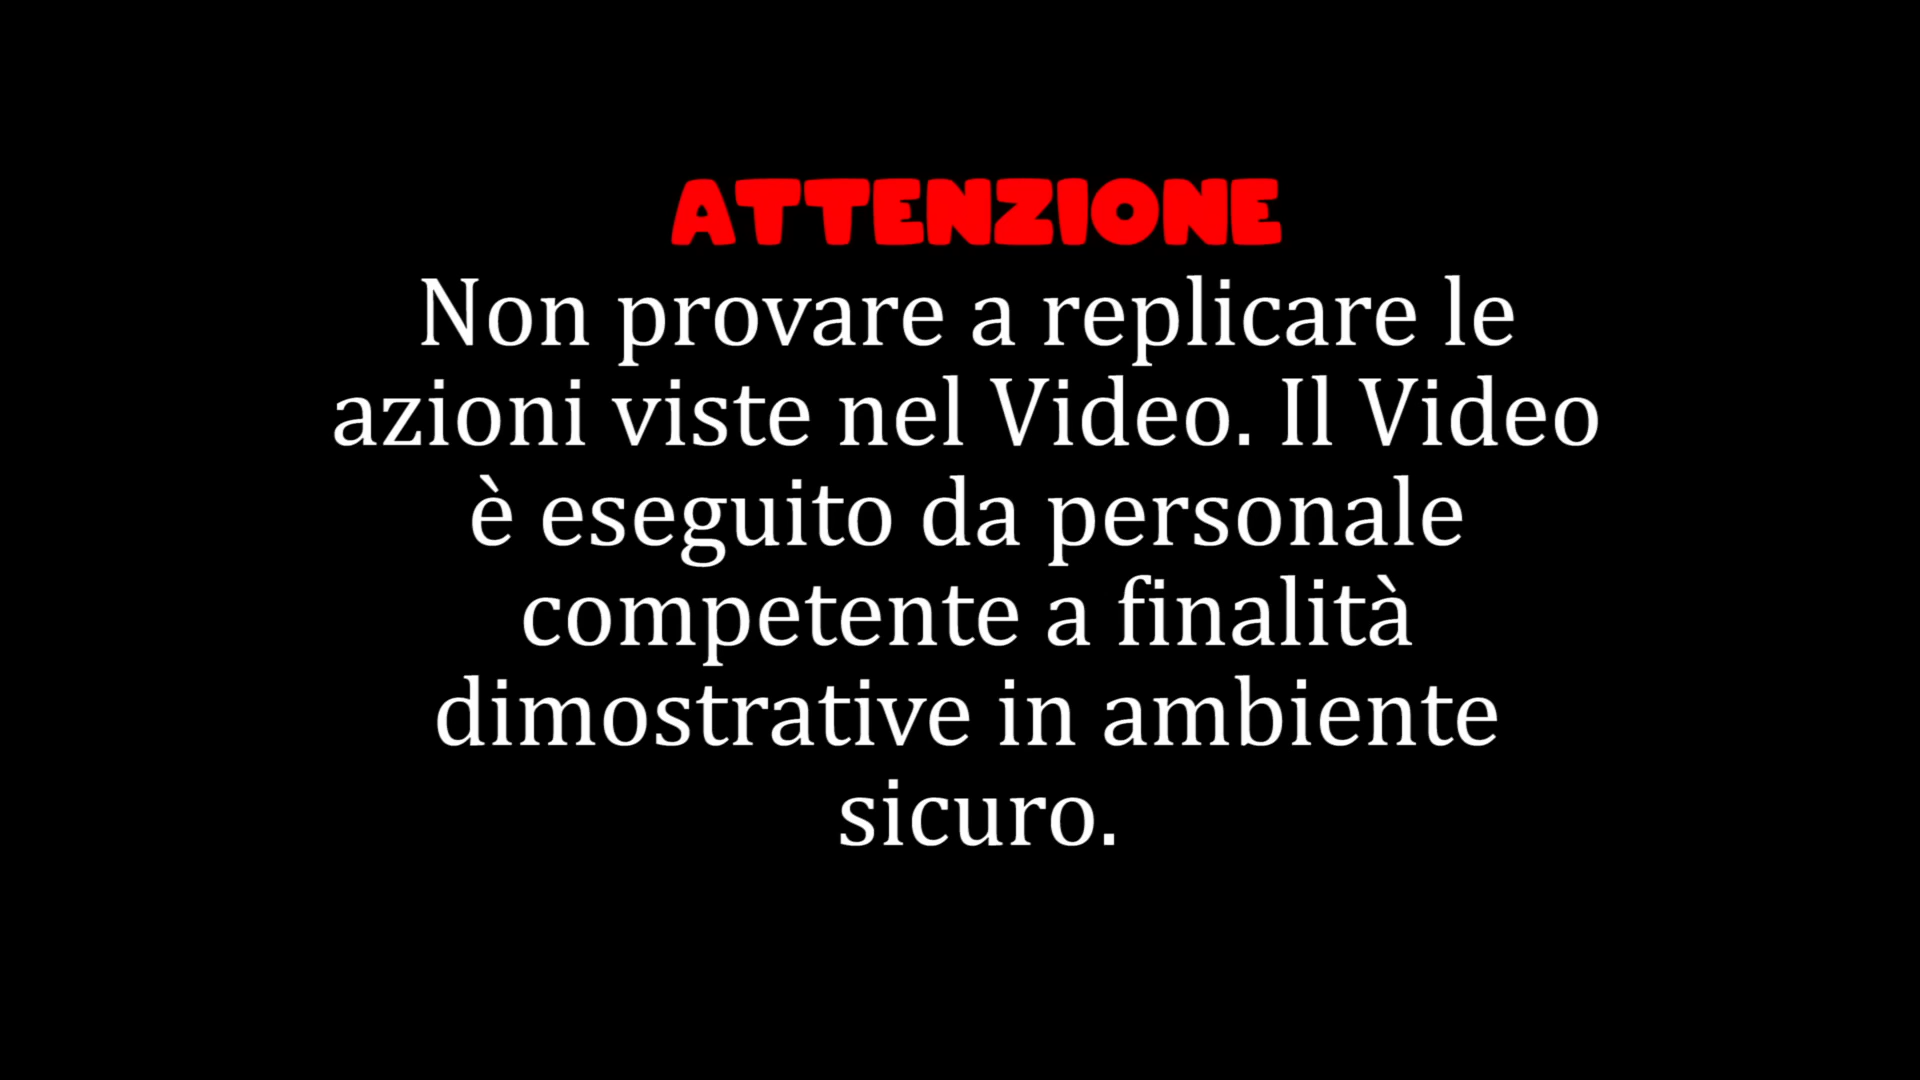 ATTENZIONE
Non provare a replicare le
azioni viste nel Video. Il Video
è eseguito da personale
competente a finalità
dimostrative in ambiente
sicuro.